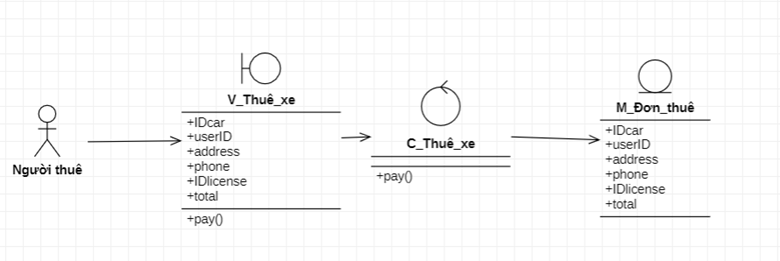 Người thuê
V_Thuê_xe
+IDcar
+userID
+address
+phone
+IDlicense
+total
+pay()
C_Thuê_xe
+pay()
M_Đơn_thuê
+IDcar
+userID
+address
+phone
+IDlicense
+total